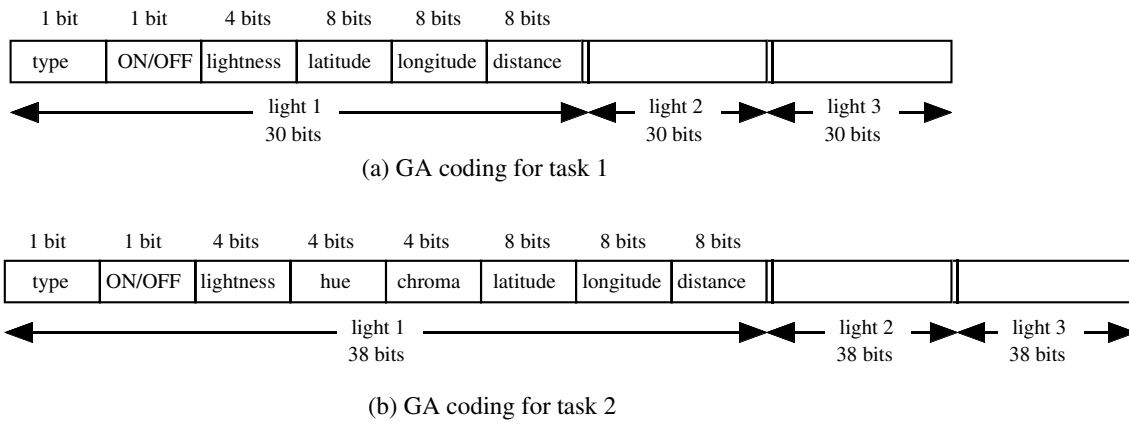 1 bit 1 bit 4 bits 8 bits 8 bits 8 bits
type ON/OFF lightness latitude longitude distance
light 1 light 2 light 3
30 bits 30 bits 30 bits
(a) GA coding for task 1
1 bit 1 bit 4 bits 4 bits 4 bits 8 bits 8 bits 8 bits
type ON/OFF lightness hue chroma latitude longitude distance
light 1 light 2 light 3
38 bits 38 bits 38 bits
(b) GA coding for task 2